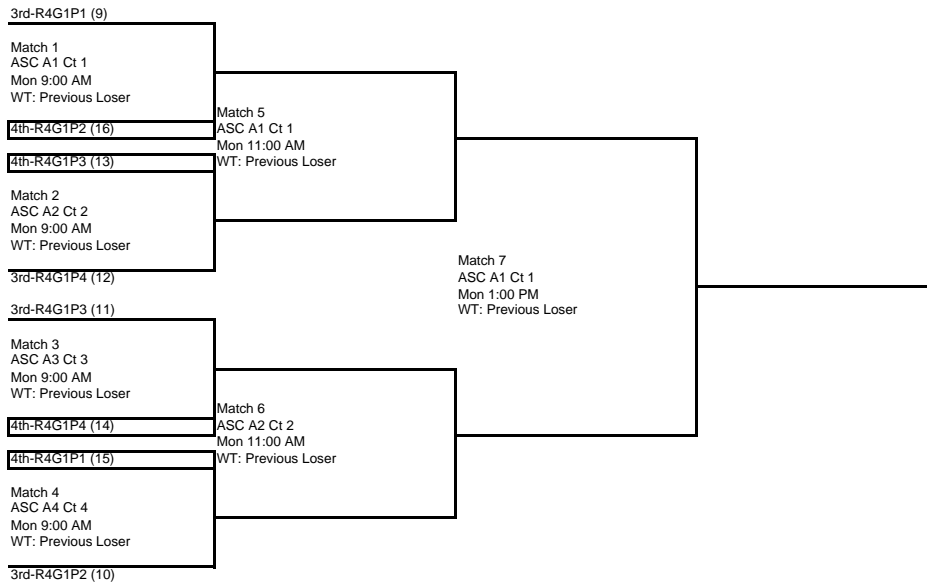 3rd-R4G1P1 (9)
Match 1
ASC A1 Ct 1
Mon 9:00 AM
WT: Previous Loser
4th-R4G1P2 (16)
4th-R4G1P3 (13)
Match 2
ASC A2 Ct 2
Mon 9:00 AM
WT: Previous Loser
3rd-R4G1P4 (12)
3rd-R4G1P3 (11)
Match 3
ASC A3 Ct 3
Mon 9:00 AM
WT: Previous Loser
4th-R4G1P4 (14)
4th-R4G1P1 (15)
Match 4
ASC A4 Ct 4
Mon 9:00 AM
WT: Previous Loser
3rd-R4G1P2 (10)
Match 5
ASC A1 Ct 1
Mon 11:00 AM
WT: Previous Loser
Match 6
ASC A2 Ct 2
Mon 11:00 AM
WT: Previous Loser
Match 7
ASC A1 Ct 1
Mon 1:00 PM
WT: Previous Loser